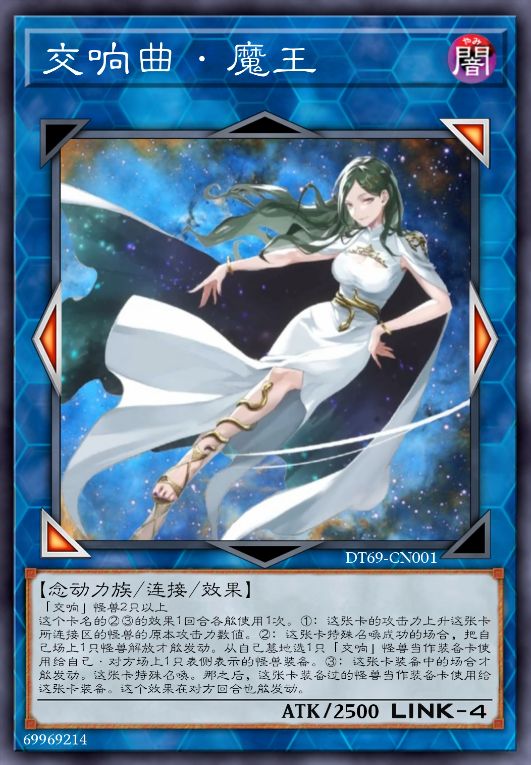 交响曲·魔王
やみ
闇
DT69-CN001
【念动力族/连接/效果】
「交响」怪兽2只以上
这个卡名的②③的效果1回合各能使用1次。①：这张卡的攻击力上升这张卡
所连接区的怪兽的原本攻击力数值。②：这张卡特殊召唤成功的场合，把自
己场上1只怪兽解放才能发动。从自己墓地选1只「交响」怪兽当作装备卡使
用给自己·对方场上1只表侧表示的怪兽装备。③：这张卡装备中的场合才
能发动。这张卡特殊召唤。那之后，这张卡装备过的怪兽当作装备卡使用给
这张卡装备。这个效果在对方回合也能发动。
ATK/2500 LINK-4
69969214